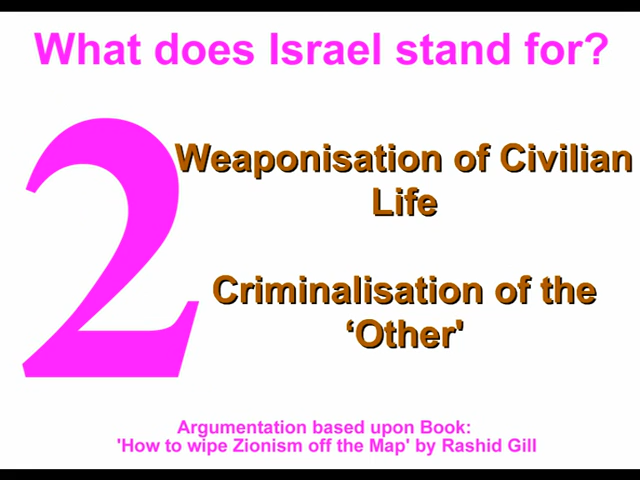 What does Israel stand for?
2
Weaponisation of Civilian
Life
Criminalisation of the
‘Other'
Argumentation based upon Book:
'How to wipe Zionism off the Map' by Rashid Gill